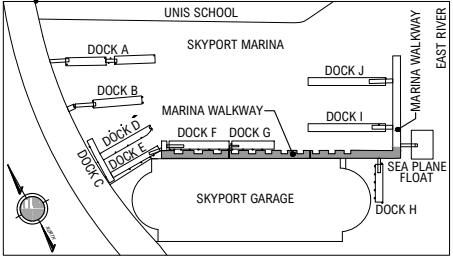 UNIS SCHOOL
SKYPORT MARINA
EAST RIVER
MARINA WALKWAY
DOCK A
DOCK J
DOCK B
MARINA WALKWAY
DOCK I
DOCK D
DOCK F
DOCK G
DOCK E
DOCK C
SEA PLANE
FLOAT
SKYPORT GARAGE
DOCK H
NORTH